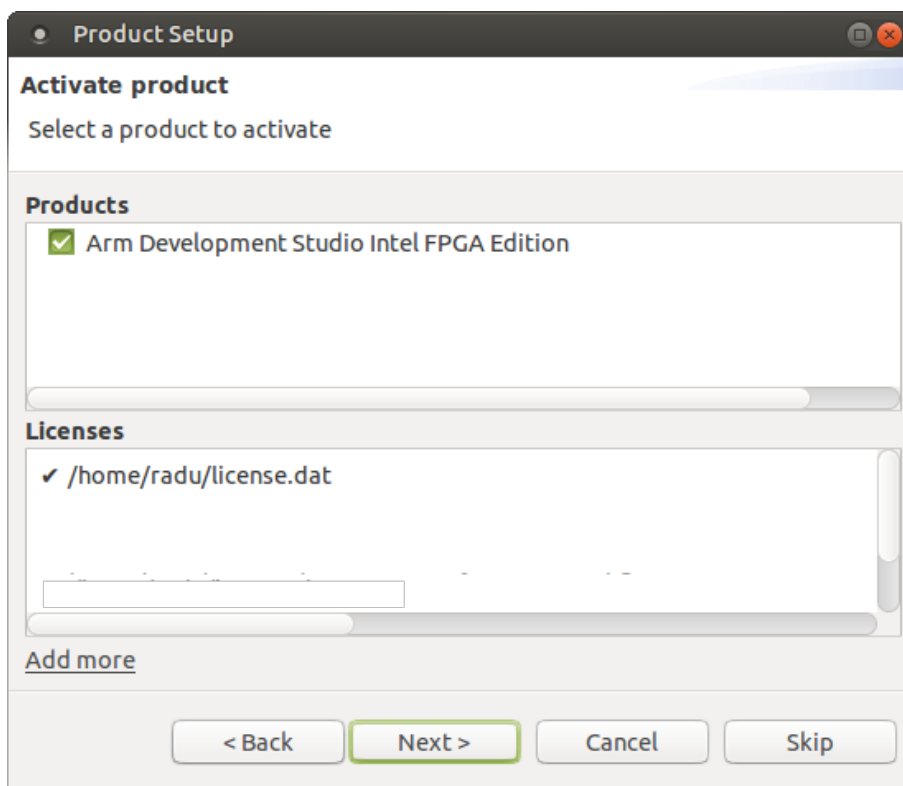 Product Setup
Activate product
Select a product to activate
Products
Arm Development Studio Intel FPGA Edition
Licenses
✔ /home/radu/license.dat
Add more
< Back Next > Cancel Skip